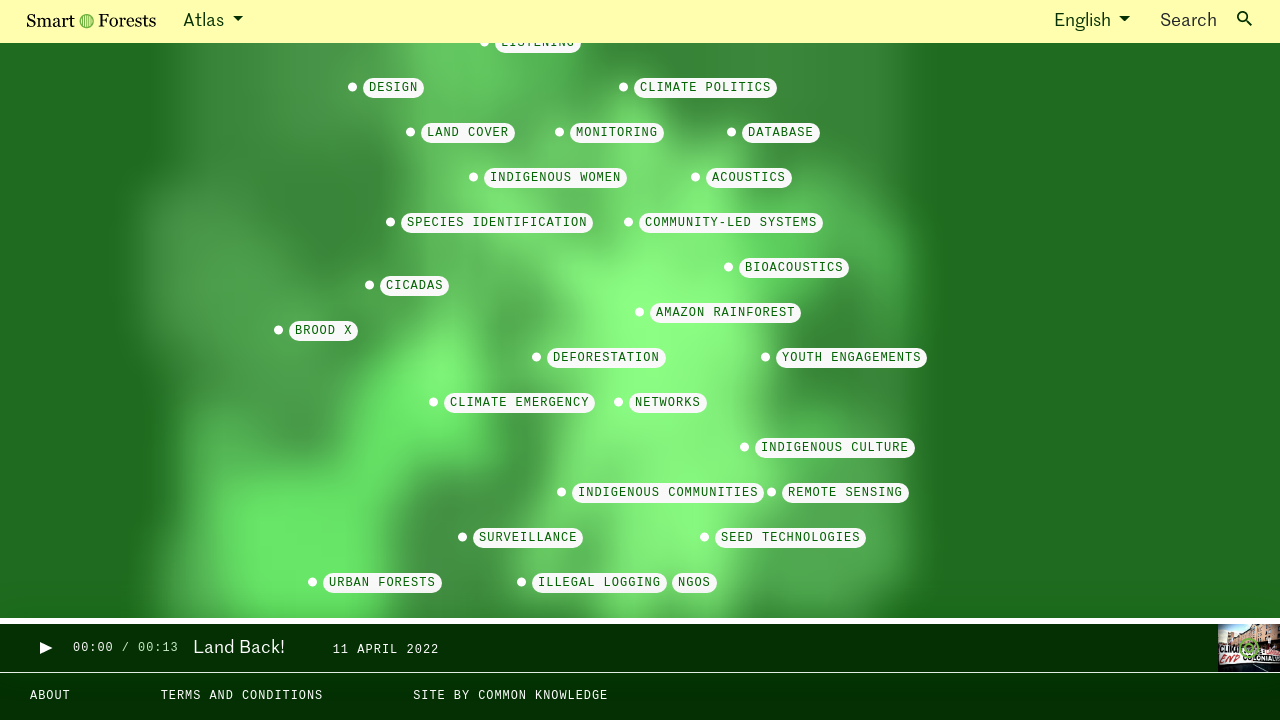 Smart Forests Atlas English Search
LISTENING
DESIGN CLIMATE POLITICS
LAND COVER MONITORING DATABASE
INDIGENOUS WOMEN ACOUSTICS
SPECIES IDENTIFICATION COMMUNITY-LED SYSTEMS
BIOACOUSTICS
CICADAS
AMAZON RAINFOREST
BROOD X
DEFORESTATION YOUTH ENGAGEMENTS
CLIMATE EMERGENCY NETWORKS
INDIGENOUS CULTURE
INDIGENOUS COMMUNITIES REMOTE SENSING
SURVEILLANCE SEED TECHNOLOGIES
URBAN FORESTS ILLEGAL LOGGING NGOS
00:00 / 00:13 Land Back! 11 APRIL 2022
END
ABOUT TERMS AND CONDITIONS SITE BY COMMON KNOWLEDGE